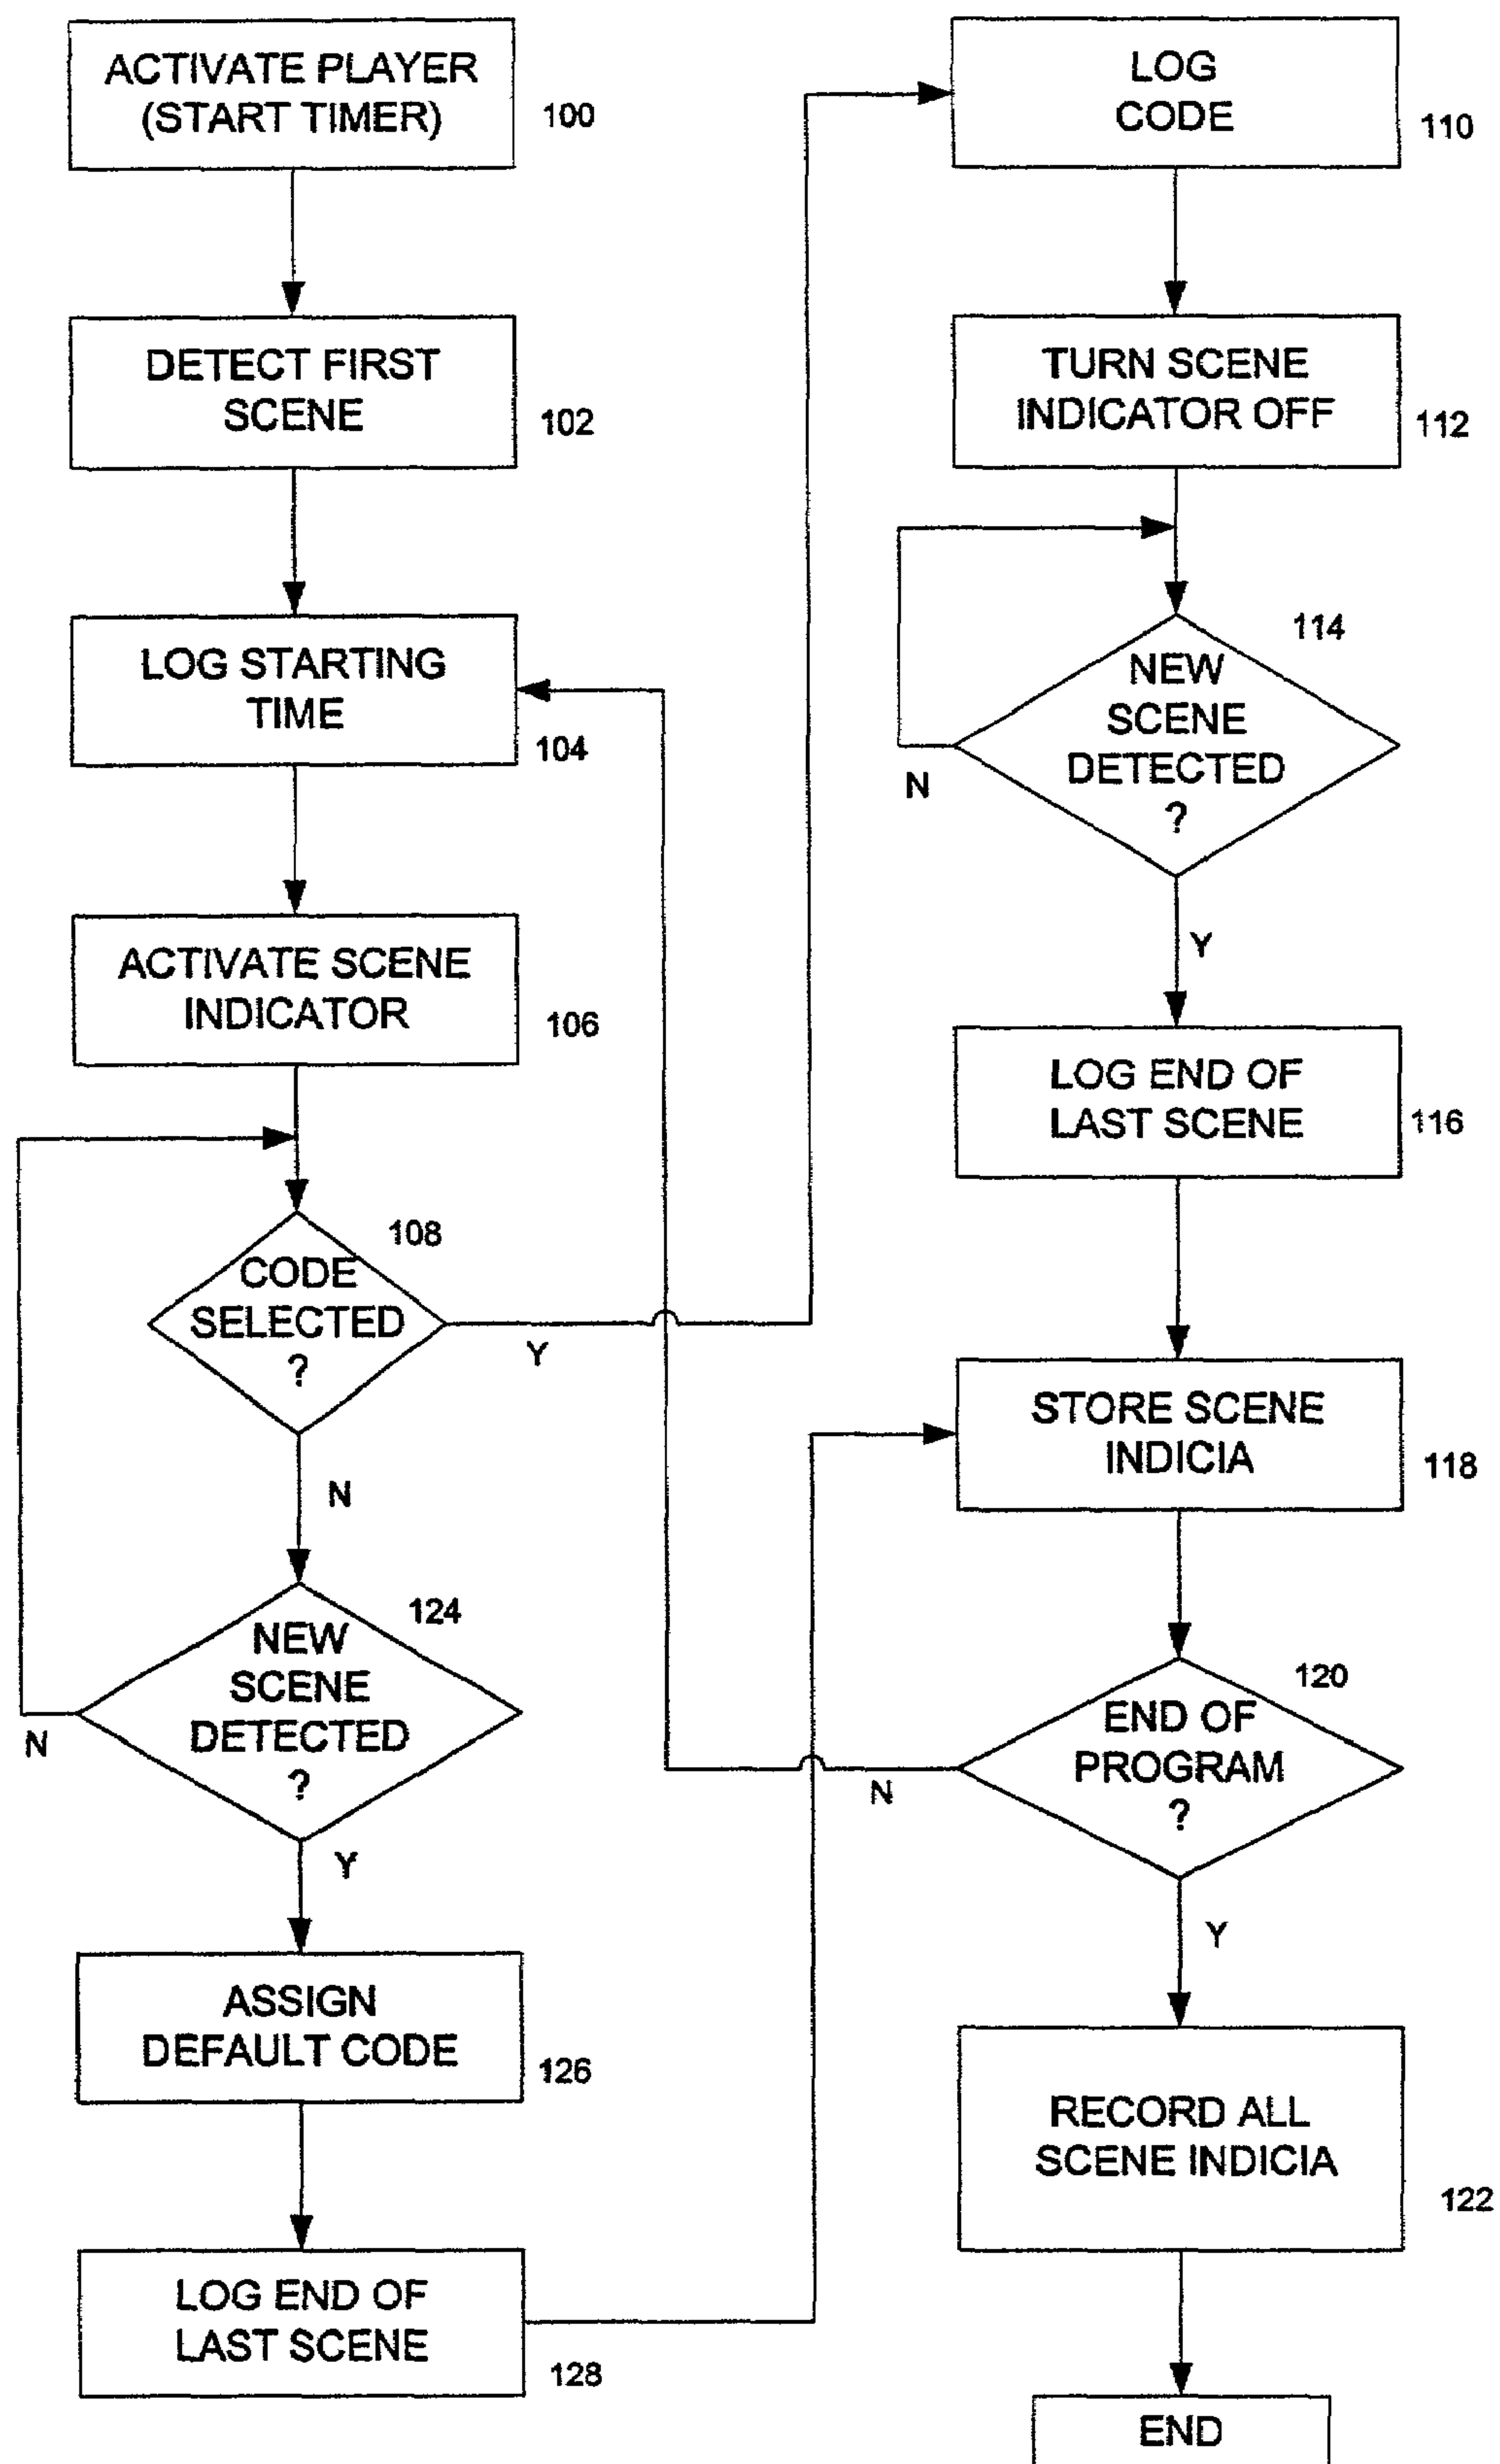 ACTIVATE PLAYER
(START TIMER)
100
DETECT FIRST
SCENE
102
LOG STARTING
TIME
104
ACTIVATE SCENE
INDICATOR
106
108
CODE
SELECTED
?
Y
N
124
NEW
SCENE
DETECTED
?
N
Y
ASSIGN
DEFAULT CODE
126
LOG END OF
LAST SCENE
128
LOG
CODE
110
TURN SCENE
INDICATOR OFF
112
114
NEW
SCENE
DETECTED
?
N
Y
LOG END OF
LAST SCENE
116
STORE SCENE
INDICIA
118
120
END OF
PROGRAM
?
N
Y
RECORD ALL
SCENE INDICIA
122
END